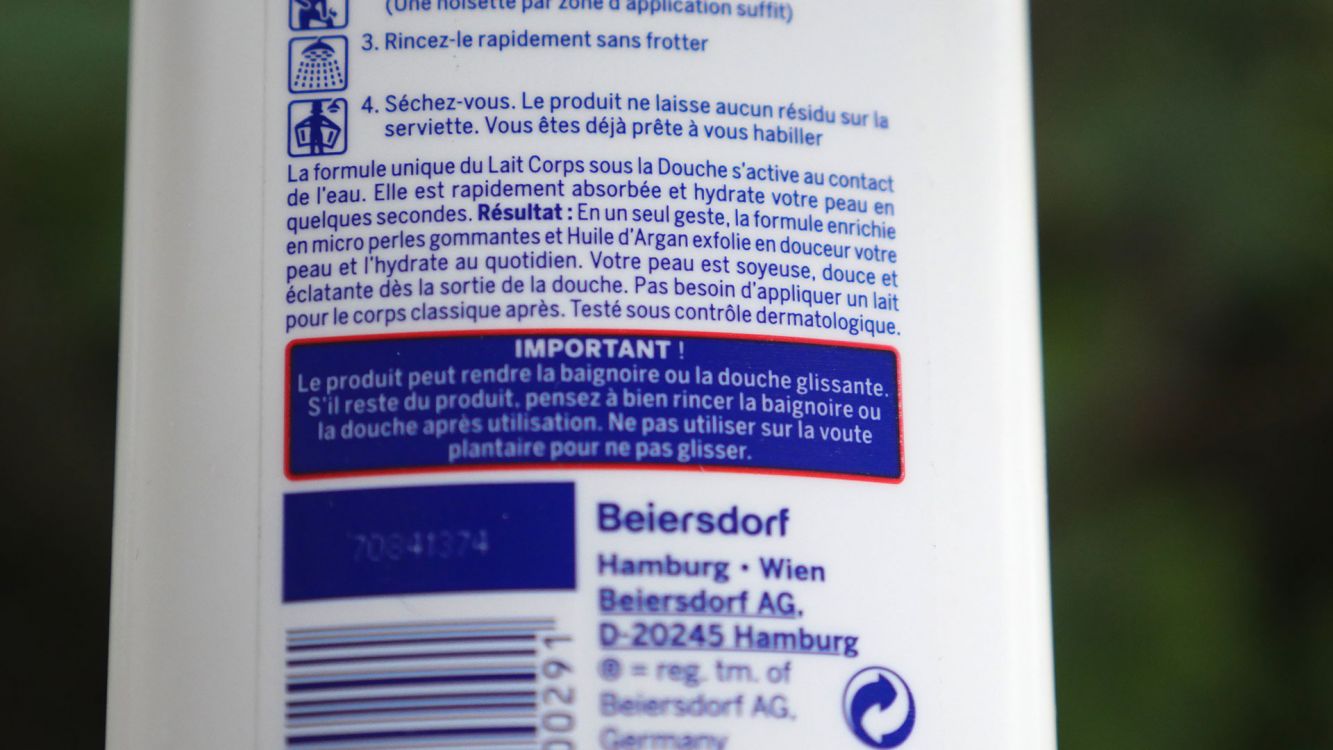 (Une noisette par zone d'application suffit)
3. Rincez-le rapidement sans frotter
4. Séchez-vous. Le produit ne laisse aucun résidu sur la
serviette. Vous êtes déjà prête à vous habiller
La formule unique du Lait Corps sous la Douche s'active au contact
de l'eau. Elle est rapidement absorbée et hydrate votre peau en
quelques secondes. Résultat : En un seul geste, la formule enrichie
en micro perles gommantes et Huile d'Argan exfolie en douceur votre
peau et l'hydrate au quotidien. Votre peau est soyeuse, douce et
éclatante dès la sortie de la douche. Pas besoin d'appliquer un lait
pour le corps classique après. Testé sous contrôle dermatologique.
IMPORTANT !
Le produit peut rendre la baignoire ou la douche glissante.
S'il reste du produit, pensez à bien rincer la baignoire ou
la douche après utilisation. Ne pas utiliser sur la voute
plantaire pour ne pas glisser.
70841374
Beiersdorf
Hamburg • Wien
Beiersdorf AG,
D-20245 Hamburg
® = reg. tm. of
Beiersdorf AG,
Germany
00291